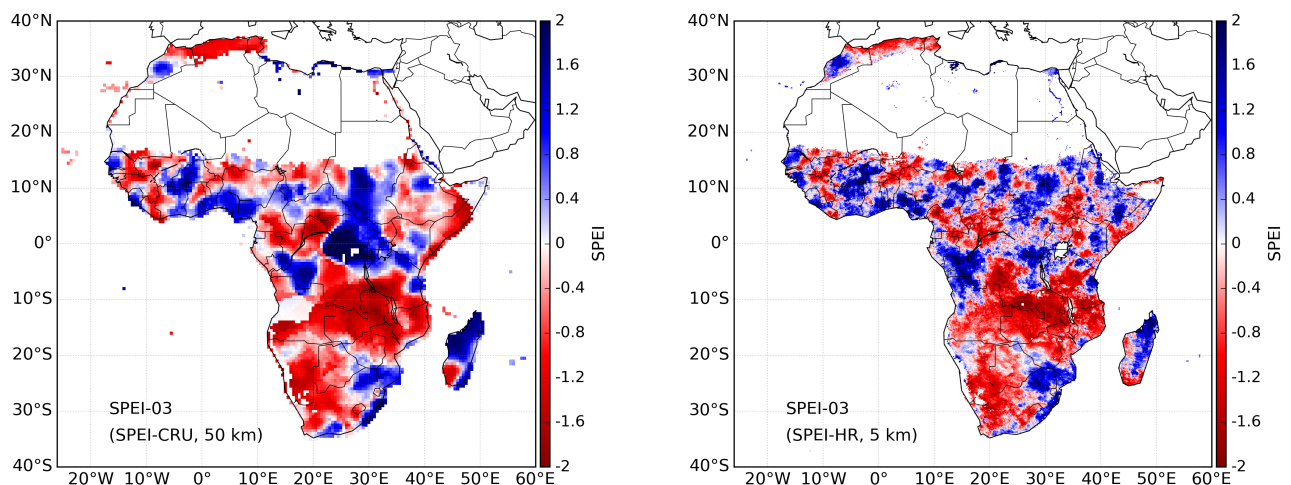 40°N
30°N
20°N
10°N
0°
10°S
20°S
30°S
40°S
20°W 10°W 0° 10°E 20°E 30°E 40°E 50°E 60°E
SPEI-03
(SPEI-CRU, 50 km)
2
1.6
1.2
0.8
0.4
0
-0.4
-0.8
-1.2
-1.6
-2
SPEI
40°N
30°N
20°N
10°N
0°
10°S
20°S
30°S
40°S
20°W 10°W 0° 10°E 20°E 30°E 40°E 50°E 60°E
SPEI-03
(SPEI-HR, 5 km)
2
1.6
1.2
0.8
0.4
0
-0.4
-0.8
-1.2
-1.6
-2
SPEI